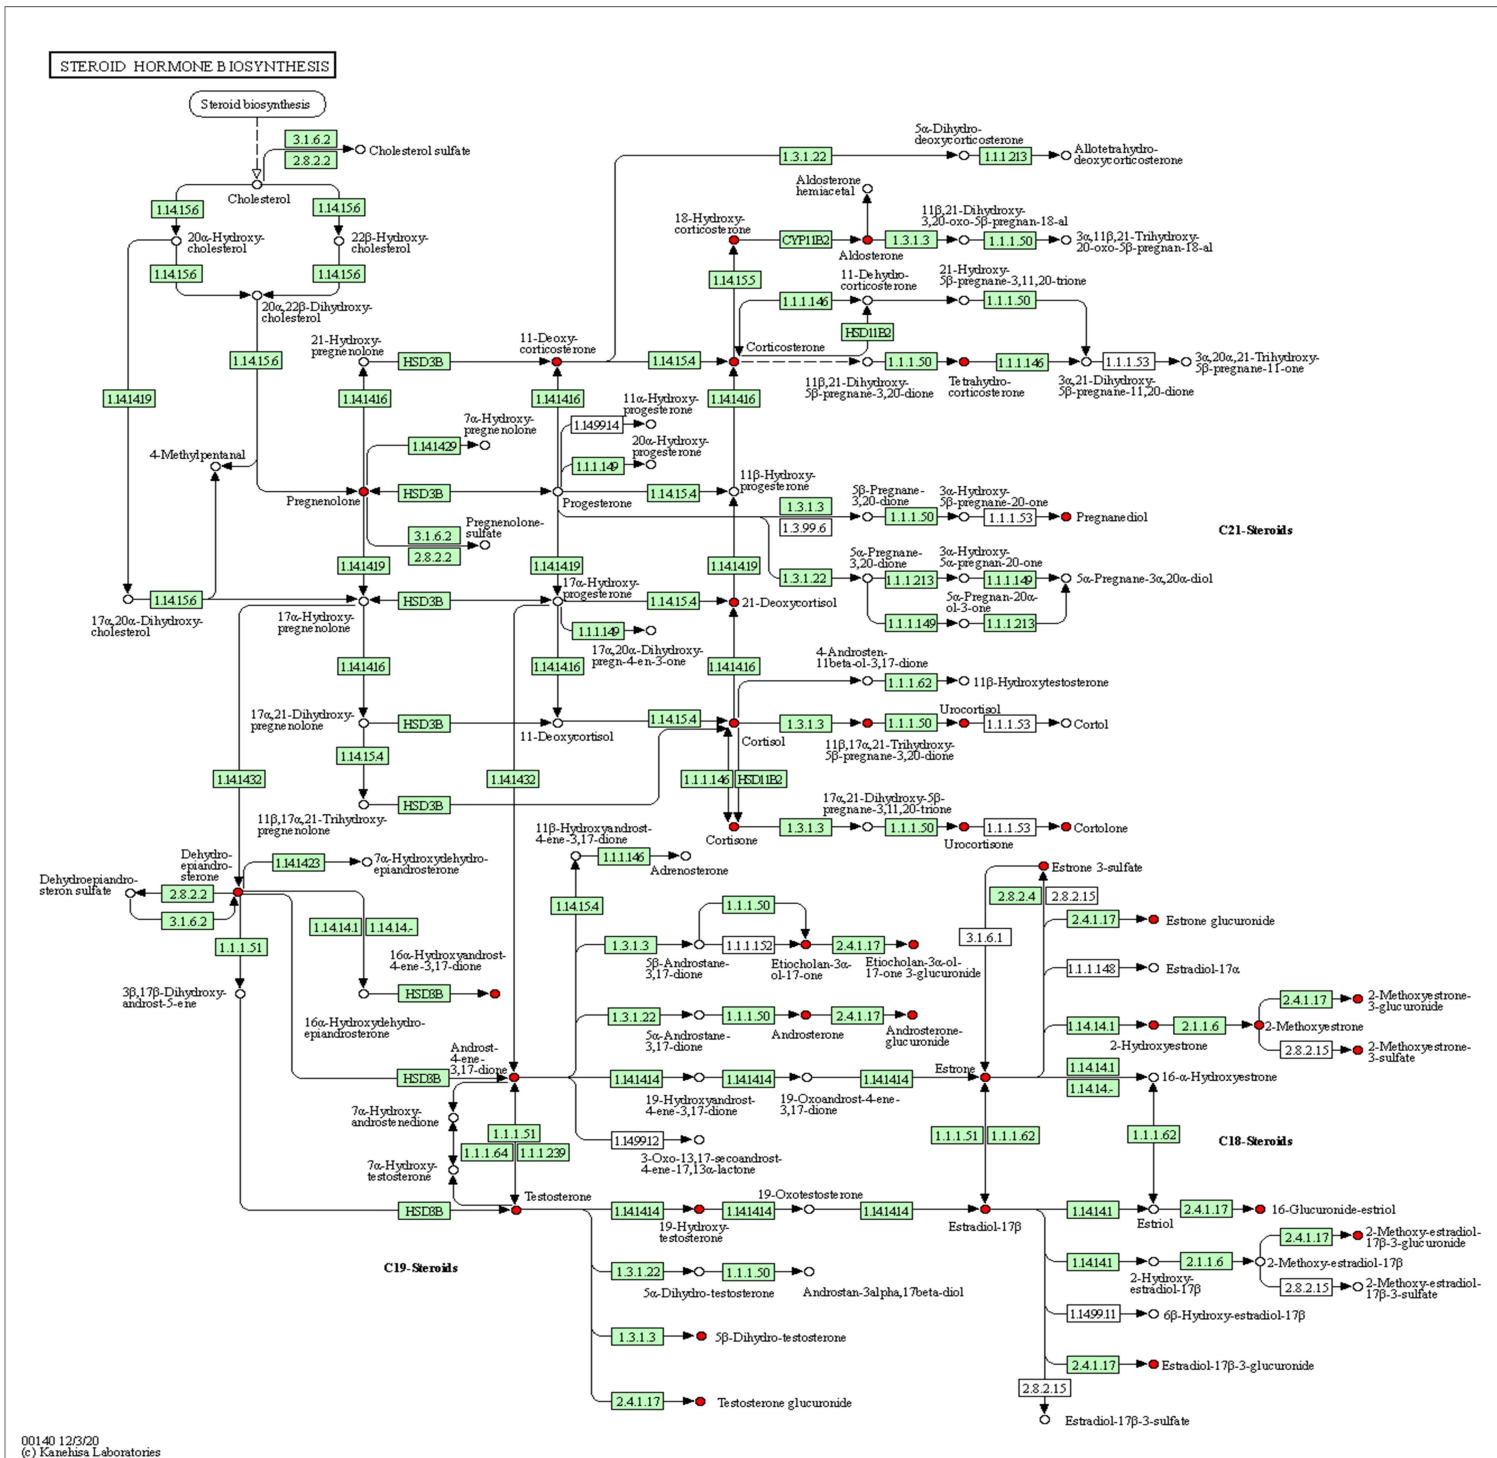 STEROID HORMONE BIOSYNTHESIS
Steroid biosynthesis
3.1.6.2
2.8.2.2
Cholesterol sulfate
Cholesterol
1.14.15.6
1.14.15.6
20α-Hydroxy-
cholesterol
22β-Hydroxy-
cholesterol
1.14.15.6
1.14.15.6
20α,22β-Dihydroxy-
cholesterol
1.14.15.6
1.14.14.19
4-Methylpentanal
17α,20α-Dihydroxy-
cholesterol
1.14.15.6
1.3.1.22
5α-Dihydro-
deoxycorticosterone
1.1.1.213
Allotetrahydro-
deoxycorticosterone
Aldosterone
hemiacetal
18-Hydroxy-
corticosterone
CYP11B2
Aldosterone
1.3.1.3
11β,21-Dihydroxy-
3,20-oxo-5β-pregnan-18-al
1.1.1.50
3α,11β,21-Trihydroxy-
20-oxo-5β-pregnan-18-al
1.14.15.5
1.1.1.146
11-Dehydro-
corticosterone
21-Hydroxy-
5β-pregnane-3,11,20-trione
1.1.1.50
HSD11B2
21-Hydroxy-
pregnenolone
HSD3B
11-Deoxy-
corticosterone
1.14.15.4
Corticosterone
11β,21-Dihydroxy-
5β-pregnane-3,20-dione
1.1.1.50
Tetrahydro-
corticosterone
1.1.1.146
3α,21-Dihydroxy-
5β-pregnane-11,20-dione
1.1.1.53
3α,20α,21-Trihydroxy-
5β-pregnane-11-one
1.14.14.16
1.14.14.16
1.14.14.16
7α-Hydroxy-
pregnenolone
1.14.14.29
11α-Hydroxy-
progesterone
1.14.99.14
20α-Hydroxy-
progesterone
1.1.1.149
Pregnenolone
HSD3B
Progesterone
1.14.15.4
11β-Hydroxy-
progesterone
3.1.6.2
2.8.2.2
Pregnenolone-
sulfate
1.3.1.3
1.3.99.6
5β-Pregnane-
3,20-dione
1.1.1.50
3α-Hydroxy-
5β-pregnane-20-one
1.1.1.53
Pregnanediol
C21-Steroids
1.14.14.19
1.14.14.19
1.14.14.19
1.3.1.22
5α-Pregnane-
3,20-dione
1.1.1.213
3α-Hydroxy-
5α-pregnan-20-one
1.1.1.149
5α-Pregnane-3α,20α-diol
1.1.1.149
5α-Pregnan-20α-
ol-3-one
1.1.1.213
17α-Hydroxy-
pregnenolone
HSD3B
17α-Hydroxy-
progesterone
1.14.15.4
21-Deoxycortisol
1.1.1.149
17α,20α-Dihydroxy-
pregn-4-en-3-one
1.14.14.16
1.14.14.16
1.14.14.16
4-Androsten-
11beta-ol-3,17-dione
1.1.1.62
11β-Hydroxytestosterone
17α,21-Dihydroxy-
pregnenolone
HSD3B
11-Deoxycortisol
1.14.15.4
Cortisol
1.3.1.3
11β,17α,21-Trihydroxy-
5β-pregnane-3,20-dione
1.1.1.50
Urocortisol
1.1.1.53
Cortol
1.14.15.4
1.14.14.32
1.14.14.32
1.1.1.146
HSD11B2
11β,17α,21-Trihydroxy-
pregnenolone
HSD3B
Cortisone
1.3.1.3
17α,21-Dihydroxy-5β-
pregnane-3,11,20-trione
1.1.1.50
Urocortisone
1.1.1.53
Cortolone
Dehydroepiandro-
steron sulfate
2.8.2.2
3.1.6.2
Dehydro-
epiandro-
sterone
1.14.14.23
7α-Hydroxydehydro-
epiandrosterone
1.1.1.51
1.14.14.1
1.14.14.-
16α-Hydroxyandrost-
4-ene-3,17-dione
HSD3B
16α-Hydroxydehydro-
epiandrosterone
3β,17β-Dihydroxy-
androst-5-ene
11β-Hydroxyandrost-
4-ene-3,17-dione
1.1.1.146
Adrenosterone
1.14.15.4
1.3.1.3
5β-Androstane-
3,17-dione
1.1.1.50
1.1.1.152
Etiocholan-3α-
ol-17-one
2.4.1.17
Etiocholan-3α-ol-
17-one 3-glucuronide
1.3.1.22
5α-Androstane-
3,17-dione
1.1.1.50
Androsterone
2.4.1.17
Androsterone-
glucuronide
Estrone 3-sulfate
2.8.2.4
2.8.2.15
3.1.6.1
2.4.1.17
Estrone glucuronide
1.1.1.148
Estradiol-17α
1.14.14.1
2-Hydroxyestrone
2.1.1.6
2-Methoxyestrone
2.4.1.17
2-Methoxyestrone-
3-glucuronide
2.8.2.15
2-Methoxyestrone-
3-sulfate
HSD3B
Androst-
4-ene-
3,17-dione
1.14.14.14
19-Hydroxyandrost-
4-ene-3,17-dione
1.14.14.14
19-Oxoandrost-4-ene-
3,17-dione
1.14.14.14
Estrone
1.14.14.1
1.14.14.-
16-α-Hydroxyestrone
7α-Hydroxy-
androstenedione
7α-Hydroxy-
testosterone
1.1.1.51
1.1.1.64
1.1.1.239
1.14.99.12
3-Oxo-13,17-secoandrost-
4-ene-17,13α-lactone
1.1.1.51
1.1.1.62
1.1.1.62
C18-Steroids
HSD3B
Testosterone
1.14.14.14
19-Hydroxy-
testosterone
1.14.14.14
19-Oxotestosterone
1.14.14.14
Estradiol-17β
1.14.14.1
Estriol
2.4.1.17
16-Glucuronide-estriol
C19-Steroids
1.3.1.22
5α-Dihydro-testosterone
1.1.1.50
Androstan-3alpha,17beta-diol
1.14.14.1
2-Hydroxy-
estradiol-17β
2.1.1.6
2-Methoxy-estradiol-17β
2.4.1.17
2-Methoxy-estradiol-
17β-3-glucuronide
2.8.2.15
2-Methoxy-estradiol-
17β-3-sulfate
1.14.99.11
6β-Hydroxy-estradiol-17β
1.3.1.3
5β-Dihydro-testosterone
2.4.1.17
Estradiol-17β-3-glucuronide
2.4.1.17
Testosterone glucuronide
2.8.2.15
Estradiol-17β-3-sulfate
00140 12/3/20
(c) Kanehisa Laboratories